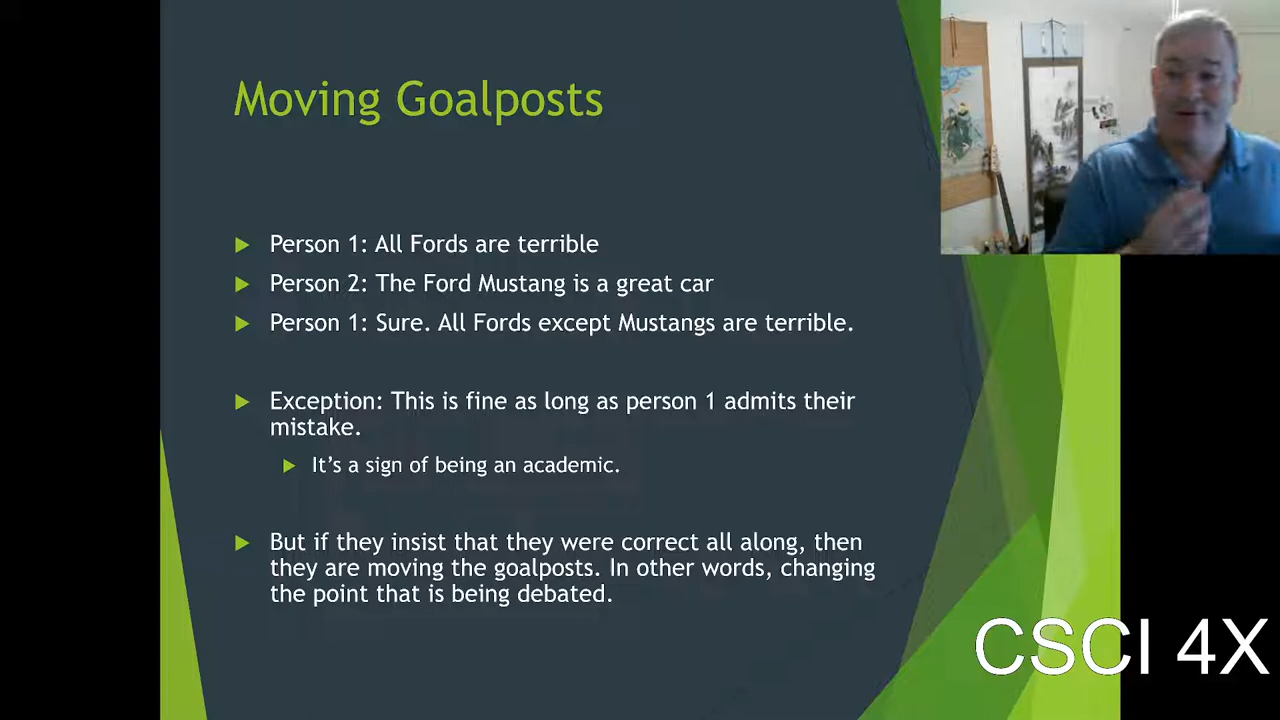 Moving Goalposts
Person 1: All Fords are terrible
Person 2: The Ford Mustang is a great car
Person 1: Sure. All Fords except Mustangs are terrible.
Exception: This is fine as long as person 1 admits their
mistake.
It's a sign of being an academic.
But if they insist that they were correct all along, then
they are moving the goalposts. In other words, changing
the point that is being debated.
CSCI 4X